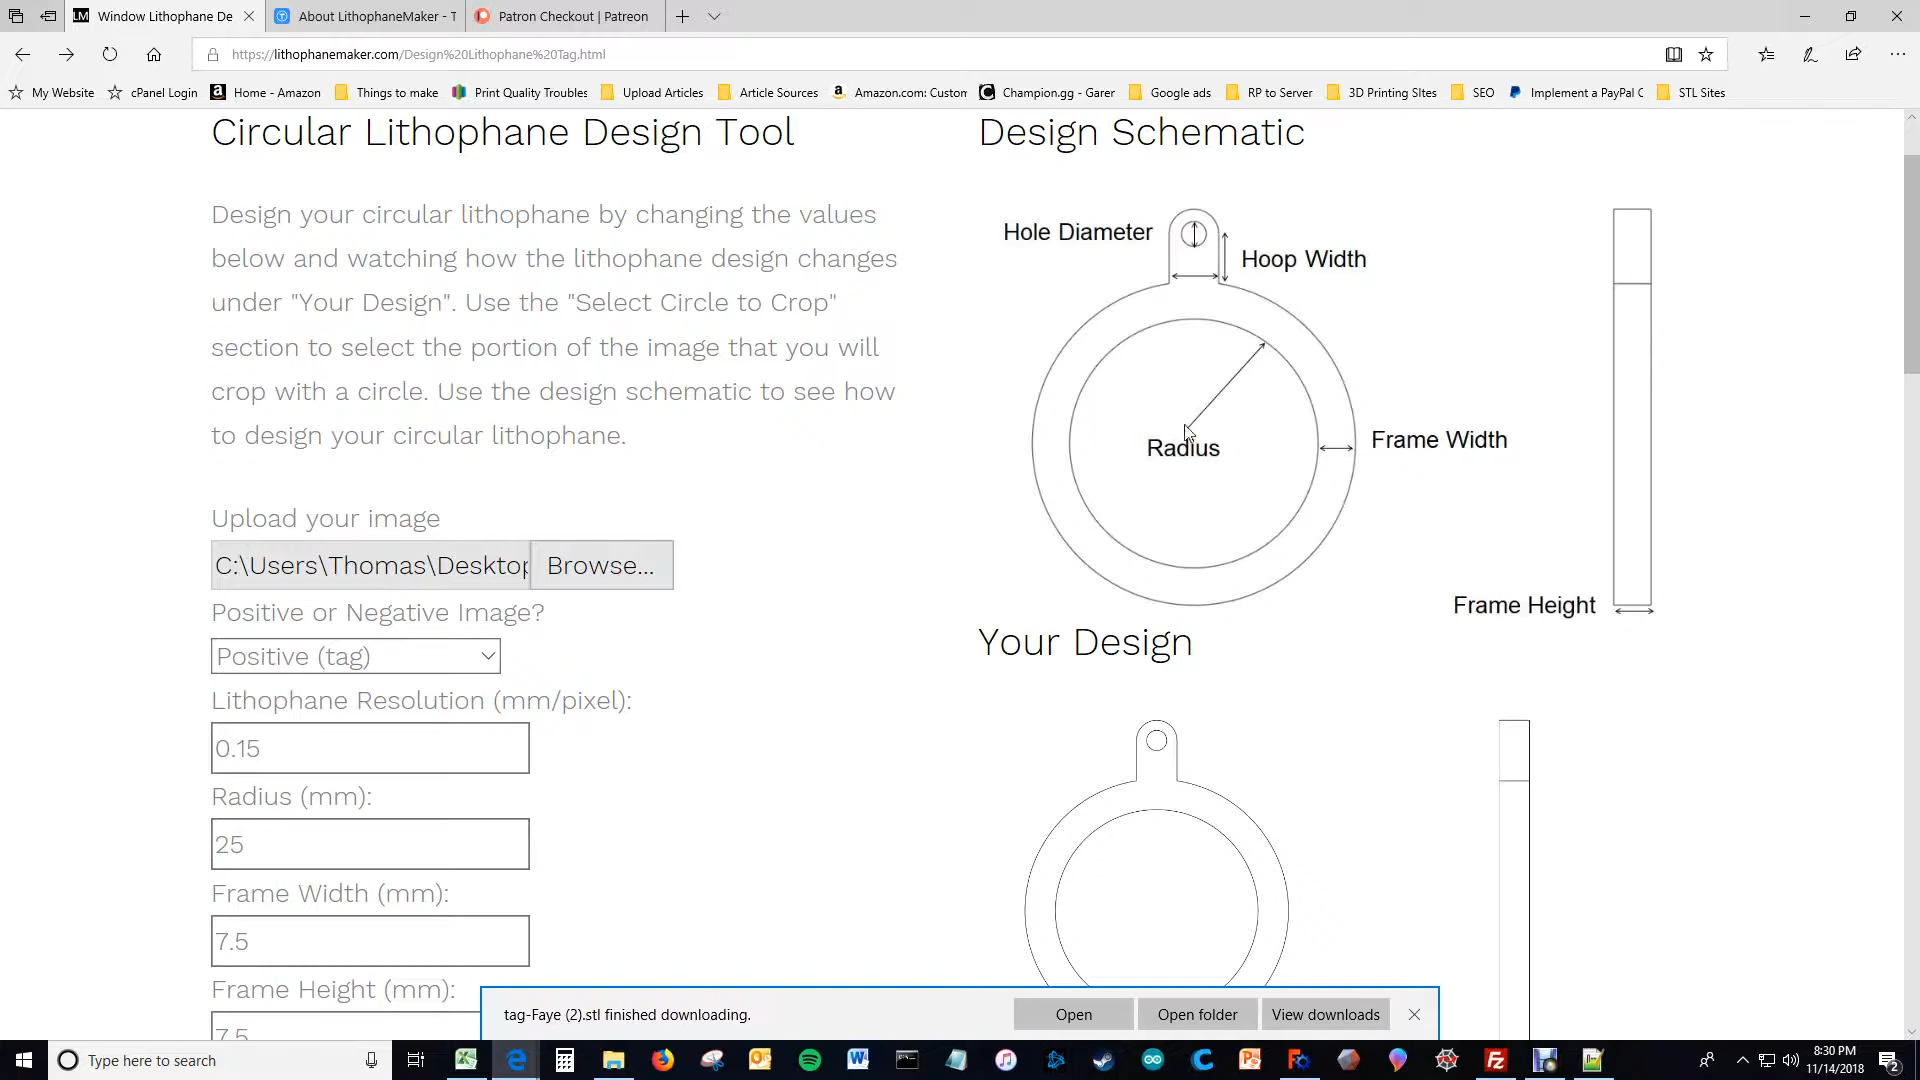 Window Lithophane De
About LithophaneMaker - T
Patron Checkout | Patreon
https://lithophanemaker.com/Design%20Lithophane%20Tag.html
My Website
cPanel Login
Home - Amazon
Things to make
Print Quality Troubles
Upload Articles
Article Sources
Amazon.com: Custom
Champion.gg - Garer
Google ads
RP to Server
3D Printing SItes
SEO
Implement a PayPal C
STL Sites
Circular Lithophane Design Tool
Design your circular lithophane by changing the values
below and watching how the lithophane design changes
under "Your Design". Use the "Select Circle to Crop"
section to select the portion of the image that you will
crop with a circle. Use the design schematic to see how
to design your circular lithophane.
Upload your image
C:\Users\Thomas\Desktop
Browse...
Positive or Negative Image?
Positive (tag)
Lithophane Resolution (mm/pixel):
0.15
Radius (mm):
25
Frame Width (mm):
7.5
Frame Height (mm):
7.5
Design Schematic
Hole Diameter
Hoop Width
Radius
Frame Width
Frame Height
Your Design
tag-Faye (2).stl finished downloading.
Open
Open folder
View downloads
Type here to search
8:30 PM
11/14/2018
2